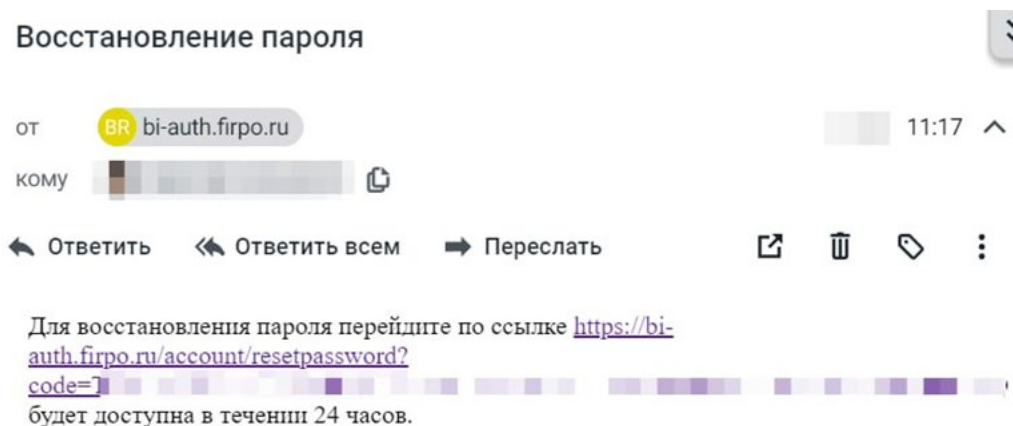 Восстановление пароля
от BR bi-auth.firpo.ru 11:17
кому
Ответить Ответить всем Переслать
Для восстановления пароля перейдите по ссылке https://bi-
auth.firpo.ru/account/resetpassword?
code=
будет доступна в течении 24 часов.